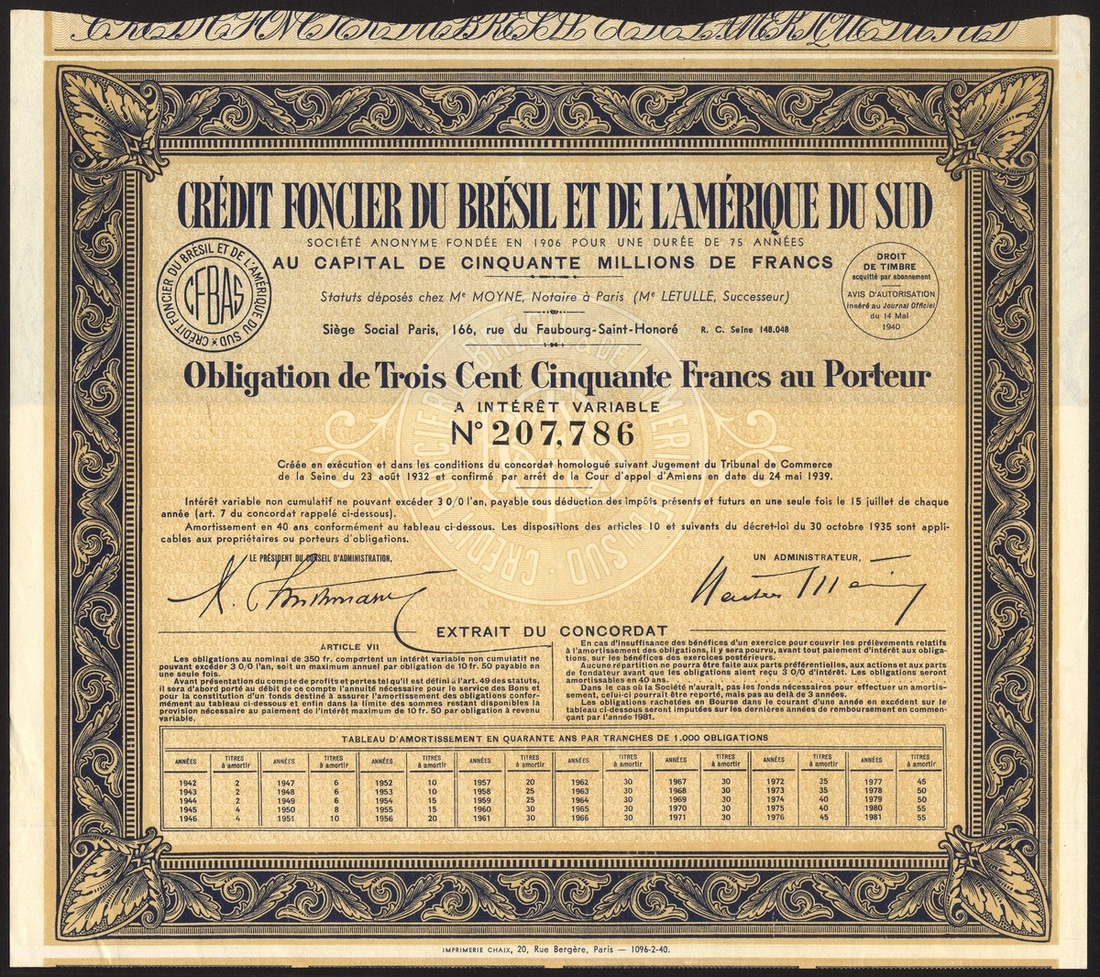 CRÉDIT FONCIER DU BRÉSIL ET DE L'AMÉRIQUE DU SUD
CRÉDIT FONCIER DU BRÉSIL ET DE L'AMÉRIQUE DU SUD
SOCIÉTÉ ANONYME FONDÉE EN 1906 POUR UNE DURÉE DE 75 ANNÉES
AU CAPITAL DE CINQUANTE MILLIONS DE FRANCS
CRÉDIT FONCIER DU BRÉSIL ET DE L'AMÉRIQUE DU SUD
CFBAS
DROIT
DE TIMBRE
acquitté par abonnement
AVIS D'AUTORISATION
inséré au Journal Officiel
du 14 Mai
1940
Statuts déposés chez Me MOYNE, Notaire à Paris (Me LETULLE, Successeur)
Siège Social Paris, 166, rue du Faubourg-Saint-Honoré R. C. Seine 148.048
Obligation de Trois Cent Cinquante Francs au Porteur
A INTÉRÊT VARIABLE
N° 207,786
Créée en exécution et dans les conditions du concordat homologué suivant Jugement du Tribunal de Commerce
de la Seine du 23 août 1932 et confirmé par arrêt de la Cour d'appel d'Amiens en date du 24 mai 1939.
Intérêt variable non cumulatif ne pouvant excéder 3 0/0 l'an, payable sous déduction des impôts présents et futurs en une seule fois le 15 juillet de chaque
année (art. 7 du concordat rappelé ci-dessous).
Amortissement en 40 ans conformément au tableau ci-dessous. Les dispositions des articles 10 et suivants du décret-loi du 30 octobre 1935 sont appli-
cables aux propriétaires ou porteurs d'obligations.
LE PRÉSIDENT DU CONSEIL D'ADMINISTRATION,
UN ADMINISTRATEUR,
EXTRAIT DU CONCORDAT
ARTICLE VII
Les obligations au nominal de 350 fr. comportent un intérêt variable non cumulatif ne
pouvant excéder 3 0/0 l'an, soit un maximum annuel par obligation de 10 fr. 50 payable en
une seule fois.
Avant présentation du compte de profits et pertes tel qu'il est défini à l'art. 49 des statuts,
il sera d'abord porté au débit de ce compte l'annuité nécessaire pour le service des Bons et
pour la constitution d'un fonds destiné à assurer l'amortissement des obligations confor-
mément au tableau ci-dessous et enfin dans la limite des sommes restant disponibles la
provision nécessaire au paiement de l'intérêt maximum de 10 fr. 50 par obligation à revenu
variable.
En cas d'insuffisance des bénéfices d'un exercice pour couvrir les prélèvements relatifs
à l'amortissement des obligations, il y sera pourvu, avant tout paiement d'intérêt aux obliga-
tions, sur les bénéfices des exercices postérieurs.
Aucune répartition ne pourra être faite aux parts préférentielles, aux actions et aux parts
de fondateur avant que les obligations aient reçu 3 0/0 d'intérêt. Les obligations seront
amortissables en 40 ans.
Dans le cas où la Société n'aurait, pas les fonds nécessaires pour effectuer un amortis-
sement, celui-ci pourrait être reporté, mais pas au delà de 3 années.
Les obligations rachetées en Bourse dans le courant d'une année en excédent sur le
tableau ci-dessous seront imputées sur les dernières années de remboursement en commen-
çant par l'année 1981.
TABLEAU D'AMORTISSEMENT EN QUARANTE ANS PAR TRANCHES DE 1.000 OBLIGATIONS
ANNÉES TITRES à amortir ANNÉES TITRES à amortir ANNÉES TITRES à amortir ANNÉES TITRES à amortir ANNÉES TITRES à amortir ANNÉES TITRES à amortir ANNÉES TITRES à amortir ANNÉES TITRES à amortir
1942 2 1947 6 1952 10 1957 20 1962 30 1967 30 1972 35 1977 45
1943 2 1948 6 1953 10 1958 25 1963 30 1968 30 1973 35 1978 50
1944 2 1949 6 1954 15 1959 25 1964 30 1969 30 1974 40 1979 50
1945 4 1950 8 1955 15 1960 30 1965 30 1970 30 1975 40 1980 55
1946 4 1951 10 1956 20 1961 30 1966 30 1971 30 1976 45 1981 55
IMPRIMERIE CHAIX, 20, Rue Bergère, Paris — 1096-2-40.